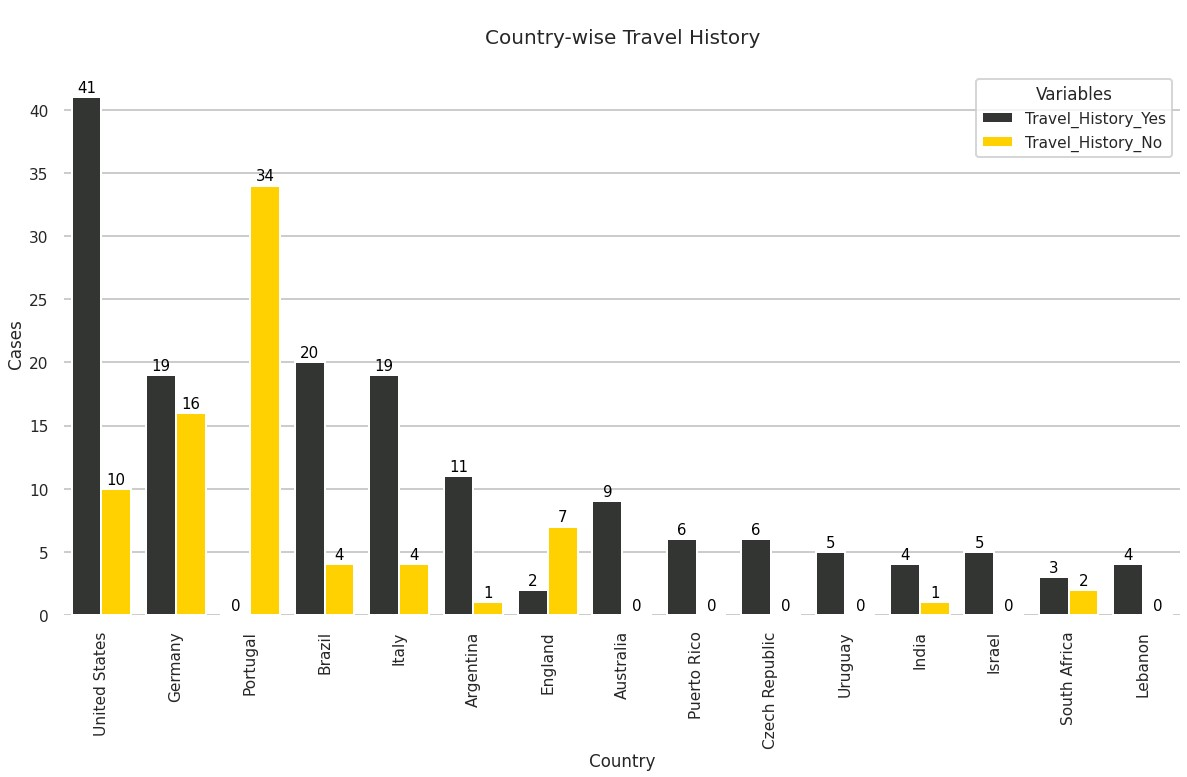 Country-wise Travel History
Variables
Travel_History_Yes
Travel_History_No
Cases
40
35
30
25
20
15
10
5
0
41
10
19
16
0
34
20
4
19
4
11
1
2
7
9
0
6
0
6
0
5
0
4
1
5
0
3
2
4
0
United States
Germany
Portugal
Brazil
Italy
Argentina
England
Australia
Puerto Rico
Czech Republic
Uruguay
India
Israel
South Africa
Lebanon
Country